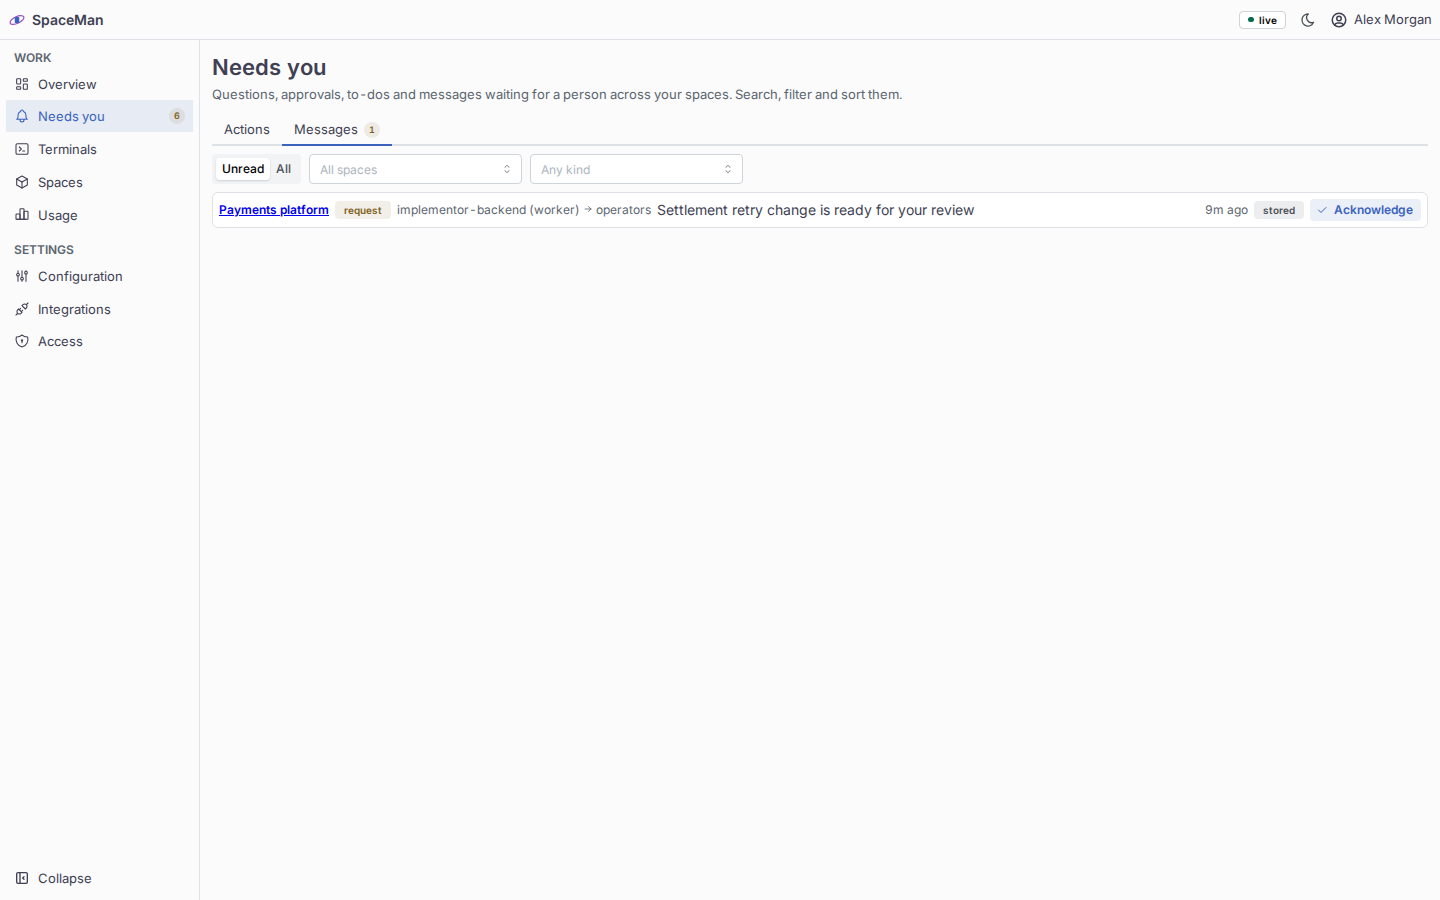 SpaceMan
live
Alex Morgan
WORK
Overview
Needs you 6
Terminals
Spaces
Usage
SETTINGS
Configuration
Integrations
Access
Collapse
Needs you
Questions, approvals, to-dos and messages waiting for a person across your spaces. Search, filter and sort them.
Actions Messages 1
Unread All All spaces Any kind
Payments platform request implementor-backend (worker) → operators Settlement retry change is ready for your review 9m ago stored Acknowledge